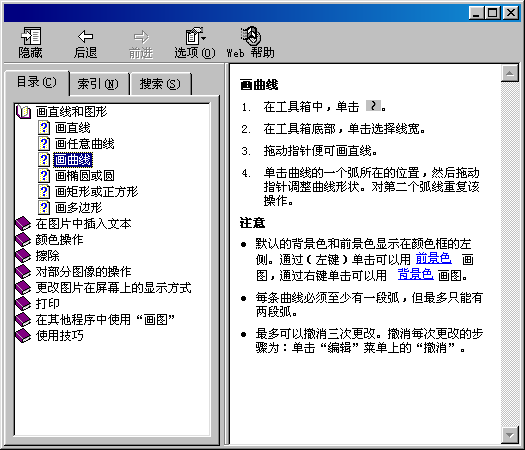 隐藏 后退 前进 选项(O) Web 帮助
目录(C) 索引(N) 搜索(S)
画直线和图形
画直线
画任意曲线
画曲线
画椭圆或圆
画矩形或正方形
画多边形
在图片中插入文本
颜色操作
擦除
对部分图像的操作
更改图片在屏幕上的显示方式
打印
在其他程序中使用“画图”
使用技巧
画曲线
1. 在工具箱中，单击 。
2. 在工具箱底部，单击选择线宽。
3. 拖动指针便可画直线。
4. 单击曲线的一个弧所在的位置，然后拖动
指针调整曲线形状。对第二个弧线重复该
操作。
注意
● 默认的背景色和前景色显示在颜色框的左
侧。通过(左键)单击可以用 前景色 画
图，通过右键单击可以用 背景色 画图。
● 每条曲线必须至少有一段弧，但最多只能有
两段弧。
● 最多可以撤消三次更改。撤消每次更改的步
骤为：单击“编辑”菜单上的“撤消”。